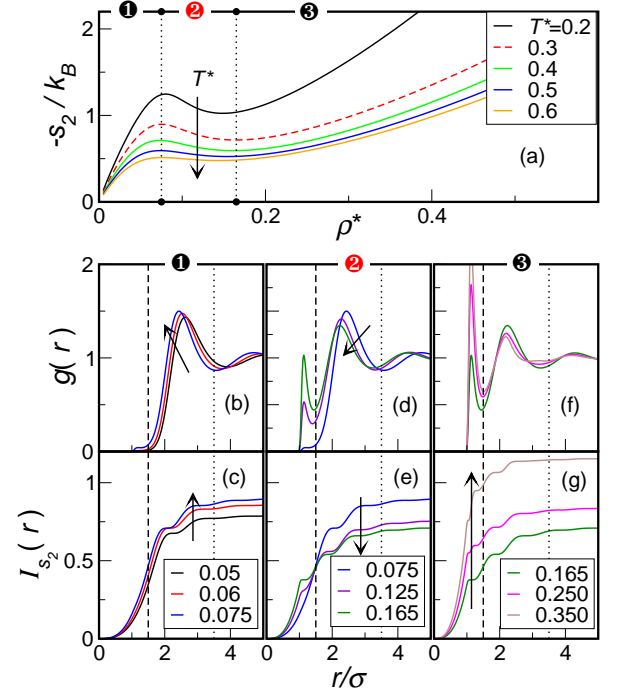 ❶ ❷ ❸
2
1
0
-s₂ / k_B
T*
T*=0.2
0.3
0.4
0.5
0.6
(a)
0 0.2 0.4
ρ*
❶ ❷ ❸
2
1
0
g( r )
(b) (d) (f)
1
0.5
0
I_{s₂}( r )
(c) (e) (g)
0.05
0.06
0.075
0.075
0.125
0.165
0.165
0.250
0.350
0 2 4 0 2 4 0 2 4
r/σ